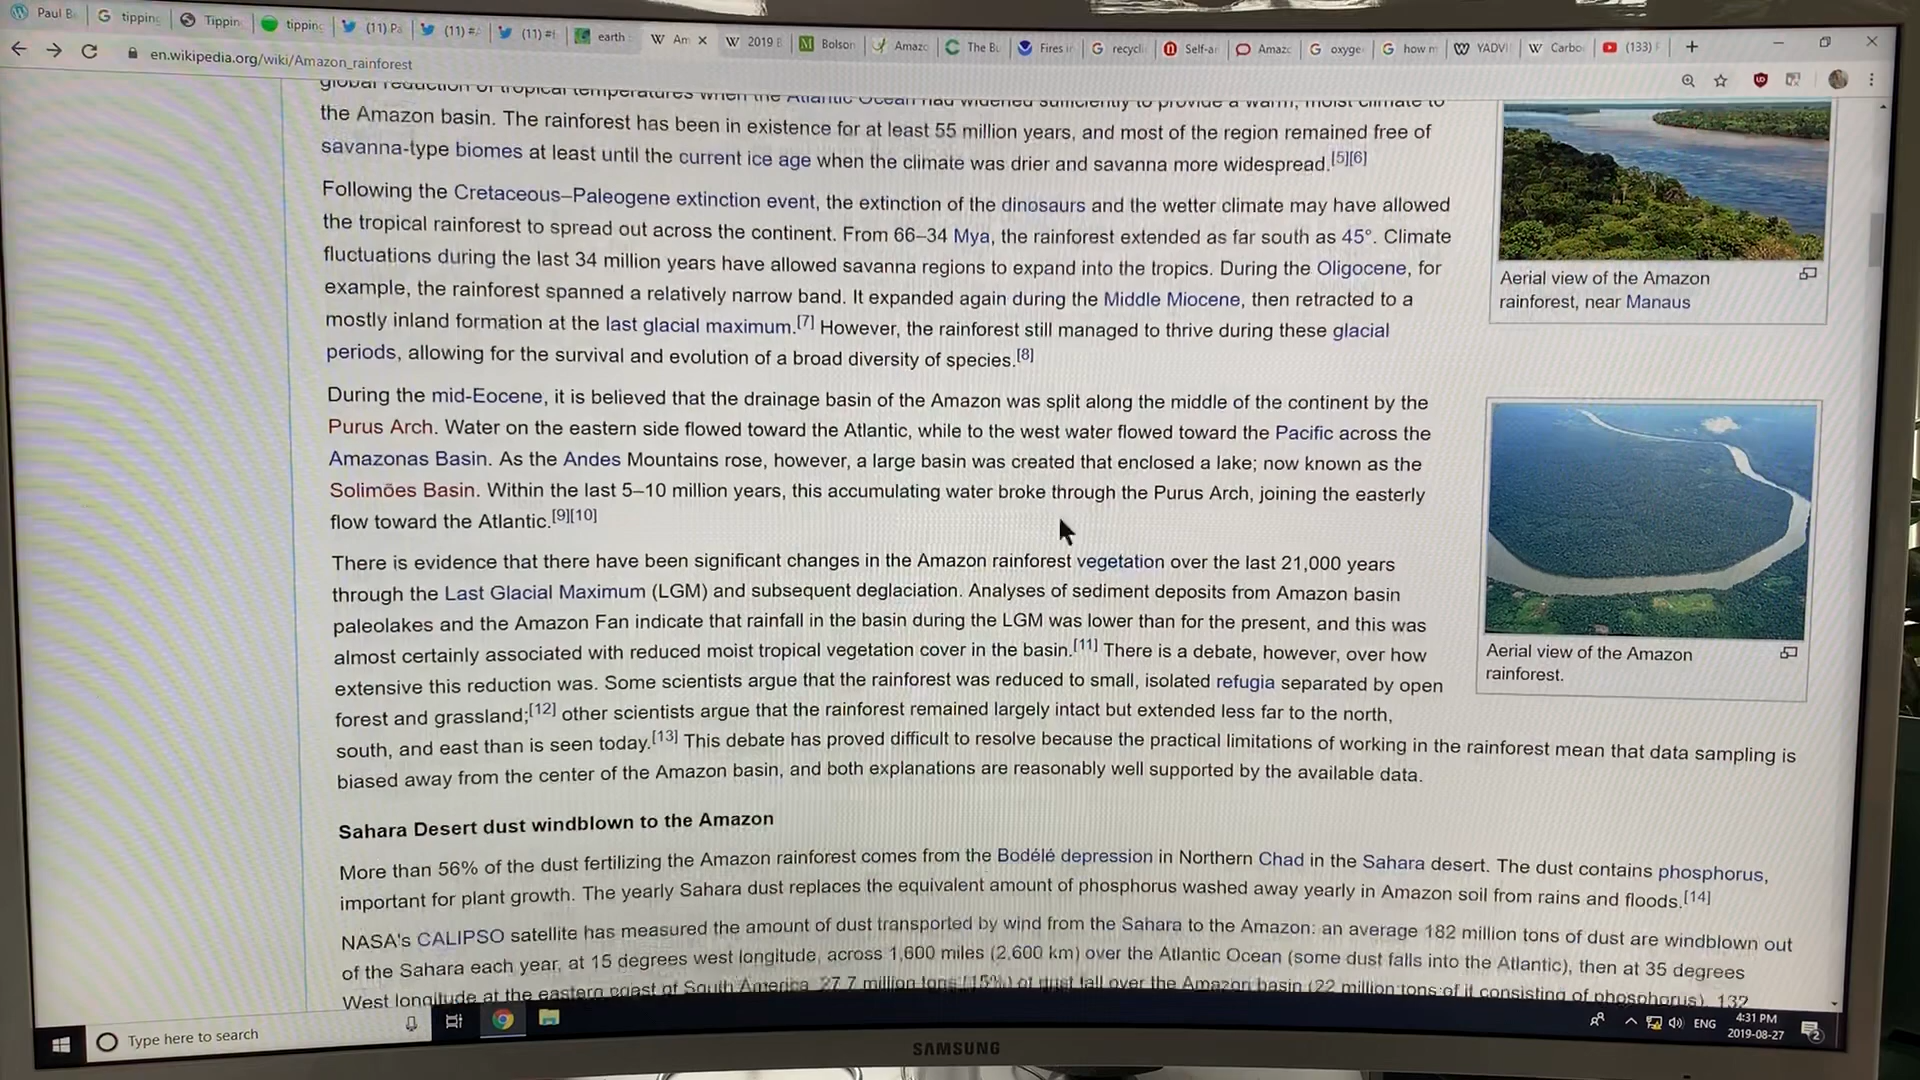 Paul B
tipping
Tippin
tipping
(11) Pa
(11) #
(11) #
earth
Am
2019 B
Bolson
Amazo
The Bu
Fires in
recycli
Self-a
Amazo
oxyge
how m
YADVI
Carbo
(133)
en.wikipedia.org/wiki/Amazon_rainforest
global reduction of tropical temperatures when the Atlantic Ocean had widened sufficiently to provide a warm, moist climate to
the Amazon basin. The rainforest has been in existence for at least 55 million years, and most of the region remained free of
savanna-type biomes at least until the current ice age when the climate was drier and savanna more widespread.[5][6]
Following the Cretaceous–Paleogene extinction event, the extinction of the dinosaurs and the wetter climate may have allowed
the tropical rainforest to spread out across the continent. From 66–34 Mya, the rainforest extended as far south as 45°. Climate
fluctuations during the last 34 million years have allowed savanna regions to expand into the tropics. During the Oligocene, for
example, the rainforest spanned a relatively narrow band. It expanded again during the Middle Miocene, then retracted to a
mostly inland formation at the last glacial maximum.[7] However, the rainforest still managed to thrive during these glacial
periods, allowing for the survival and evolution of a broad diversity of species.[8]
Aerial view of the Amazon
rainforest, near Manaus
During the mid-Eocene, it is believed that the drainage basin of the Amazon was split along the middle of the continent by the
Purus Arch. Water on the eastern side flowed toward the Atlantic, while to the west water flowed toward the Pacific across the
Amazonas Basin. As the Andes Mountains rose, however, a large basin was created that enclosed a lake; now known as the
Solimões Basin. Within the last 5–10 million years, this accumulating water broke through the Purus Arch, joining the easterly
flow toward the Atlantic.[9][10]
There is evidence that there have been significant changes in the Amazon rainforest vegetation over the last 21,000 years
through the Last Glacial Maximum (LGM) and subsequent deglaciation. Analyses of sediment deposits from Amazon basin
paleolakes and the Amazon Fan indicate that rainfall in the basin during the LGM was lower than for the present, and this was
almost certainly associated with reduced moist tropical vegetation cover in the basin.[11] There is a debate, however, over how
extensive this reduction was. Some scientists argue that the rainforest was reduced to small, isolated refugia separated by open
forest and grassland;[12] other scientists argue that the rainforest remained largely intact but extended less far to the north,
south, and east than is seen today.[13] This debate has proved difficult to resolve because the practical limitations of working in the rainforest mean that data sampling is
biased away from the center of the Amazon basin, and both explanations are reasonably well supported by the available data.
Aerial view of the Amazon
rainforest.
Sahara Desert dust windblown to the Amazon
More than 56% of the dust fertilizing the Amazon rainforest comes from the Bodélé depression in Northern Chad in the Sahara desert. The dust contains phosphorus,
important for plant growth. The yearly Sahara dust replaces the equivalent amount of phosphorus washed away yearly in Amazon soil from rains and floods.[14]
NASA's CALIPSO satellite has measured the amount of dust transported by wind from the Sahara to the Amazon: an average 182 million tons of dust are windblown out
of the Sahara each year, at 15 degrees west longitude, across 1,600 miles (2,600 km) over the Atlantic Ocean (some dust falls into the Atlantic), then at 35 degrees
West longitude at the eastern coast of South America, 27.7 million tons (15%) of dust fall over the Amazon basin (22 million tons of it consisting of phosphorus), 132
Type here to search
ENG
4:31 PM
2019-08-27
2
SAMSUNG